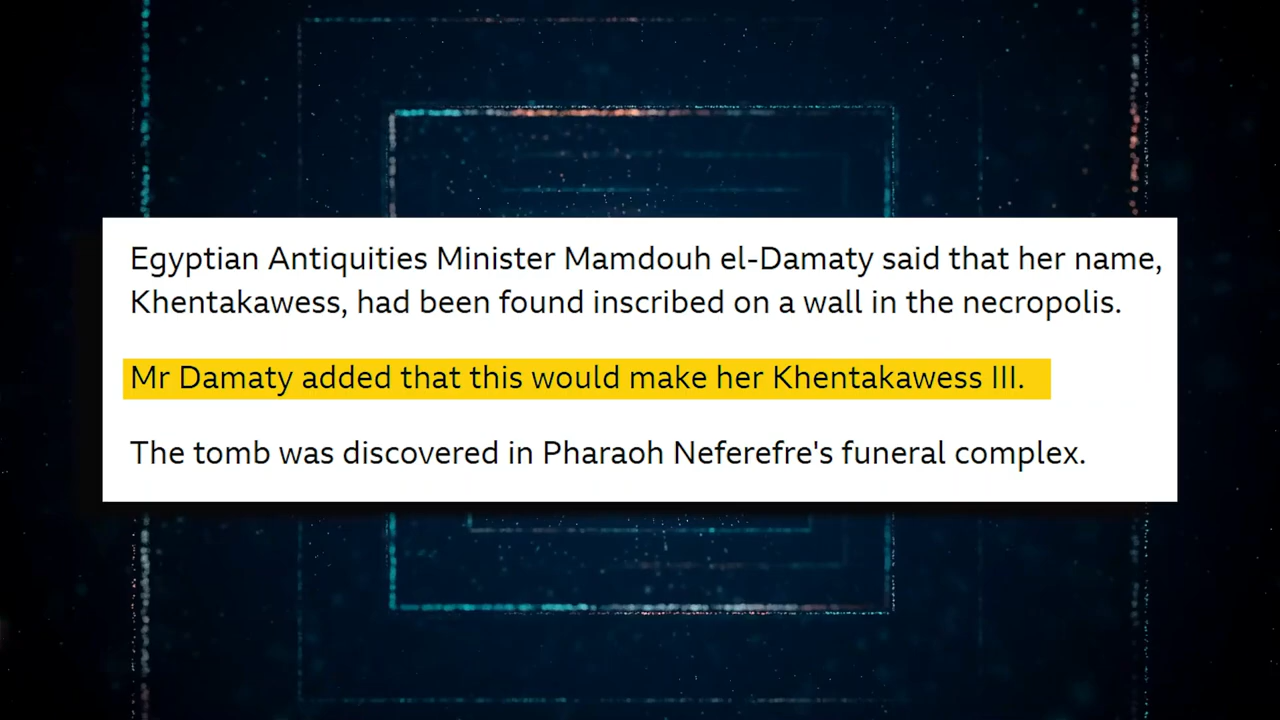 Egyptian Antiquities Minister Mamdouh el-Damaty said that her name,
Khentakawess, had been found inscribed on a wall in the necropolis.
Mr Damaty added that this would make her Khentakawess III.
The tomb was discovered in Pharaoh Neferefre's funeral complex.